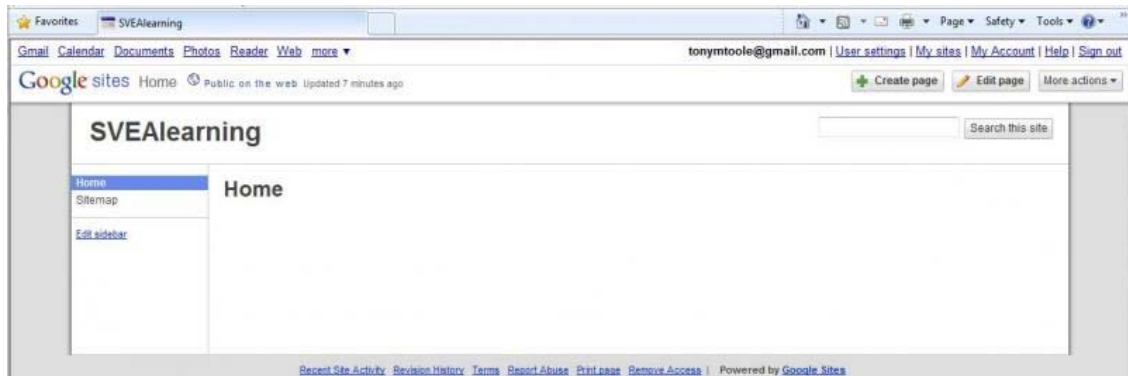 Favorites SVEAlearning Page Safety Tools
Gmail Calendar Documents Photos Reader Web more tonymtoole@gmail.com | User settings | My sites | My Account | Help | Sign out
Google sites Home Public on the web Updated 7 minutes ago Create page Edit page More actions
SVEAlearning Search this site
Home
Home
Sitemap
Edit sidebar
Recent Site Activity Revision History Terms Report Abuse Print page Remove Access | Powered by Google Sites